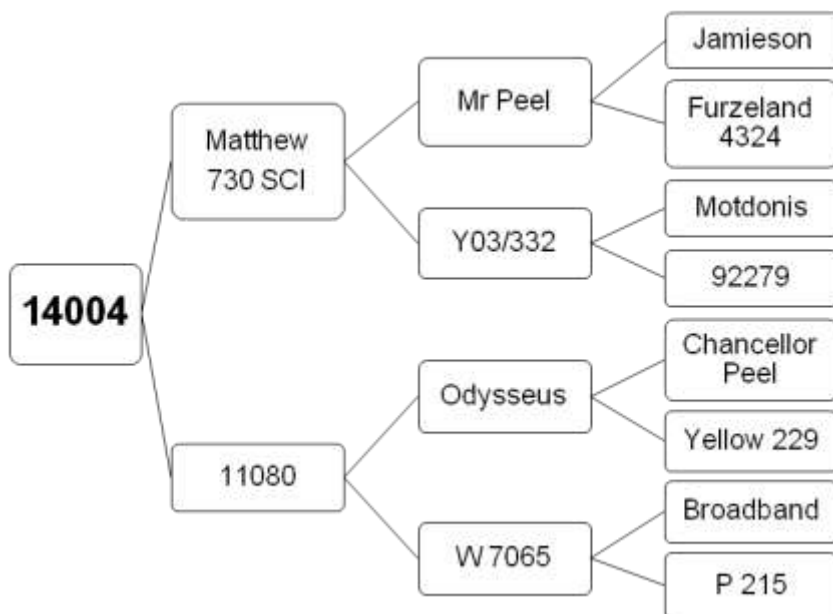 14004
Matthew
730 SCI
11080
Mr Peel
Y03/332
Odysseus
W 7065
Jamieson
Furzeland
4324
Motdonis
92279
Chancellor
Peel
Yellow 229
Broadband
P 215